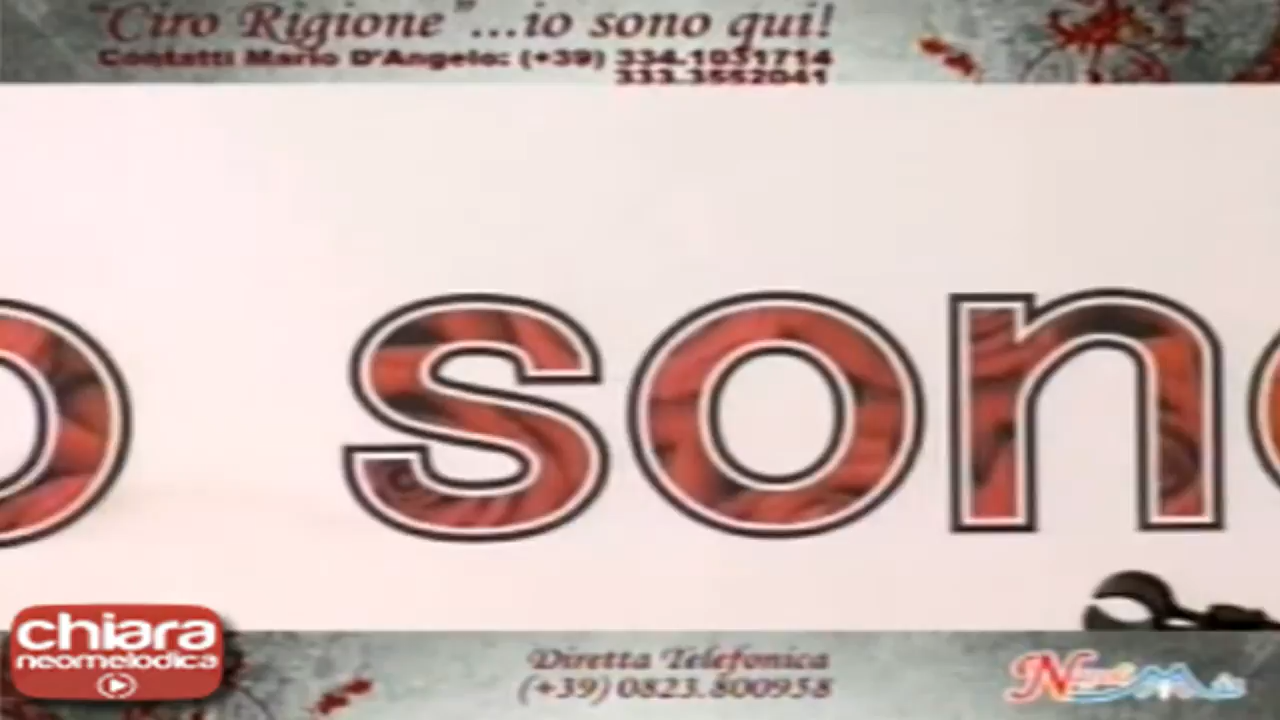 “Ciro Rigione”...io sono qui!
Contatti Mario D'Angelo: (+39) 334.1031714
333.3552041
o sono
chiara
neomelodica
Diretta Telefonica
(+39) 0823.800958